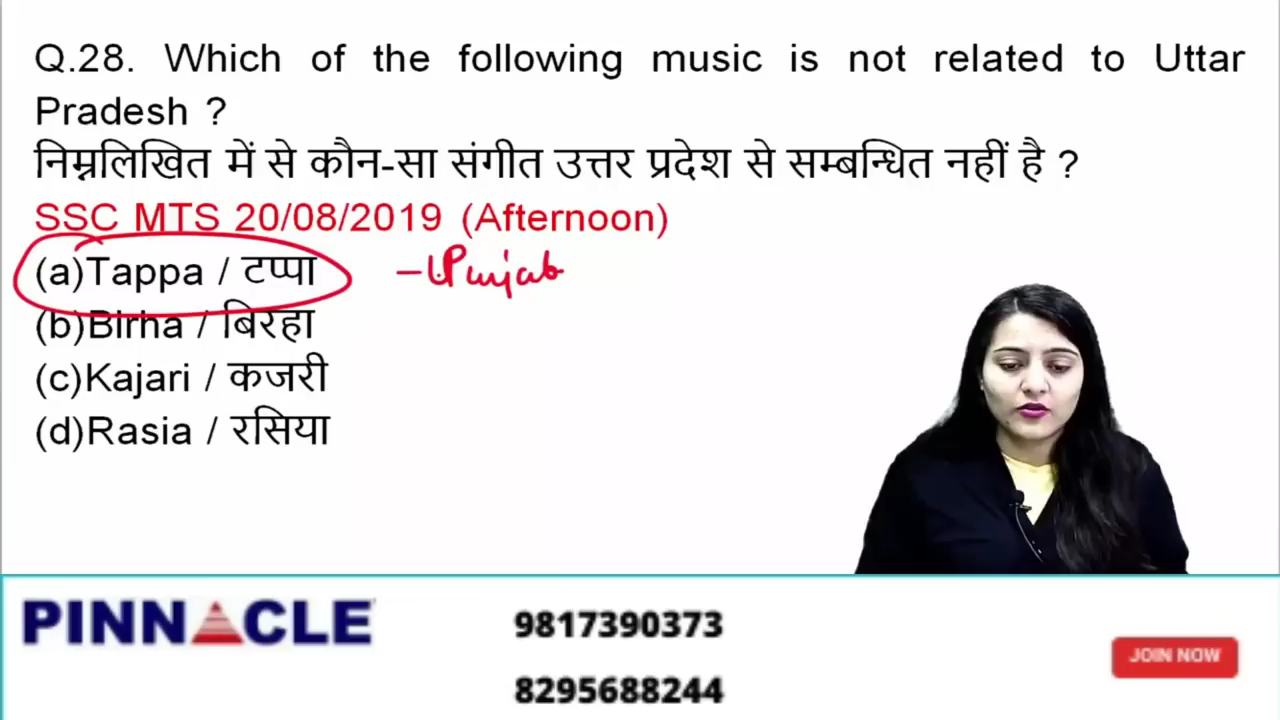 Q.28. Which of the following music is not related to Uttar
Pradesh ?
निम्नलिखित में से कौन-सा संगीत उत्तर प्रदेश से सम्बन्धित नहीं है ?
SSC MTS 20/08/2019 (Afternoon)
(a)Tappa / टप्पा - Punjab
(b)Birha / बिरहा
(c)Kajari / कजरी
(d)Rasia / रसिया
PINNACLE
9817390373
8295688244
JOIN NOW